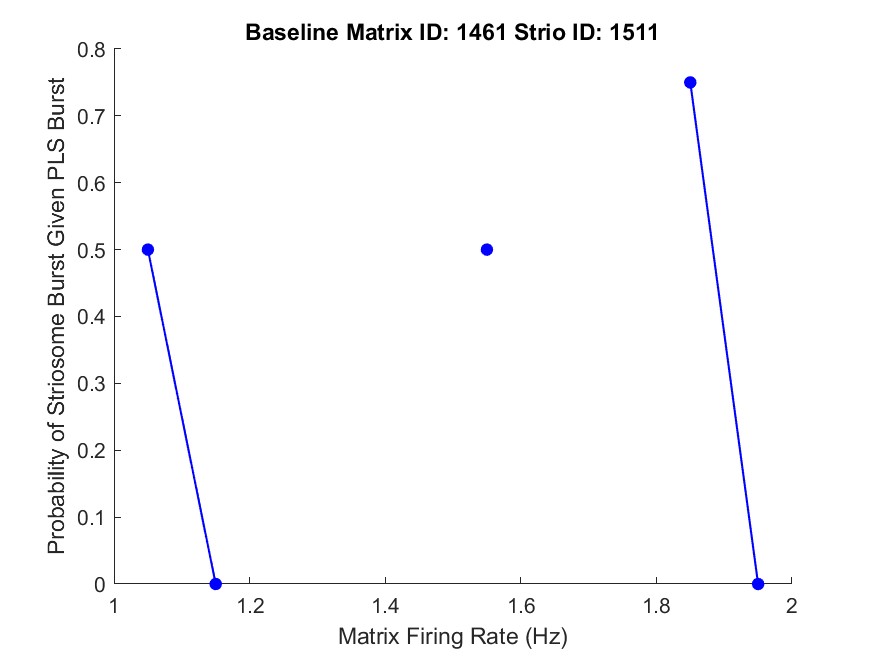 Baseline Matrix ID: 1461 Strio ID: 1511
Probability of Striosome Burst Given PLS Burst
0.8
0.7
0.6
0.5
0.4
0.3
0.2
0.1
0
1 1.2 1.4 1.6 1.8 2
Matrix Firing Rate (Hz)